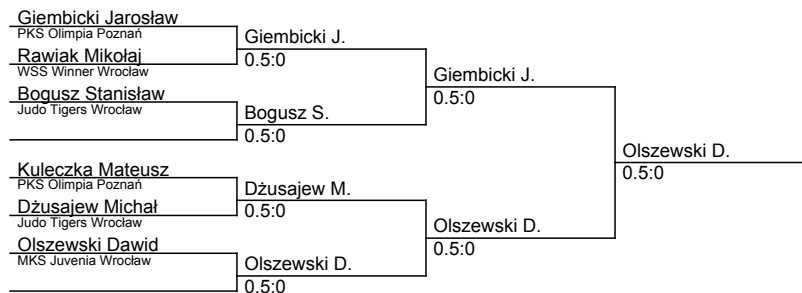 Giembicki Jarosław
PKS Olimpia Poznań
Rawiak Mikołaj
WSS Winner Wrocław
Bogusz Stanisław
Judo Tigers Wrocław
Kuleczka Mateusz
PKS Olimpia Poznań
Dżusajew Michał
Judo Tigers Wrocław
Olszewski Dawid
MKS Juvenia Wrocław
Giembicki J.
0.5:0
Bogusz S.
0.5:0
Dżusajew M.
0.5:0
Olszewski D.
0.5:0
Giembicki J.
0.5:0
Olszewski D.
0.5:0
Olszewski D.
0.5:0